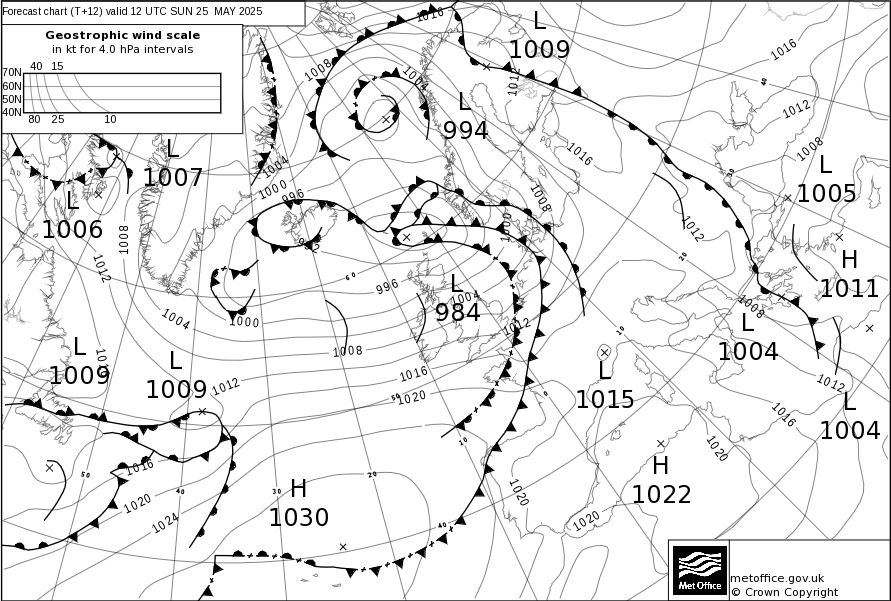 Forecast chart (T+12) valid 12 UTC SUN 25 MAY 2025
Geostrophic wind scale
in kt for 4.0 hPa intervals
40 15
70N
60N
50N
40N
80 25 10
1016
L
1009
1016
1008
1004
1012
40
L
994
1012
L
1007
1004
1000
996
1016
1008
L
1005
30
L
1006
1008
1008
1000
1012
992
H
1011
1012
60
996
20
L
984
1004
1008
1004
1000
1012
L
1004
10
L
1009
1008
L
1009
1012
1016
50
1020
0
L
1015
1012
L
1004
1016
10
1020
1016
50
40
30
20
H
1022
1020
1020
1024
H
1030
40
1020
Met Office
metoffice.gov.uk
© Crown Copyright